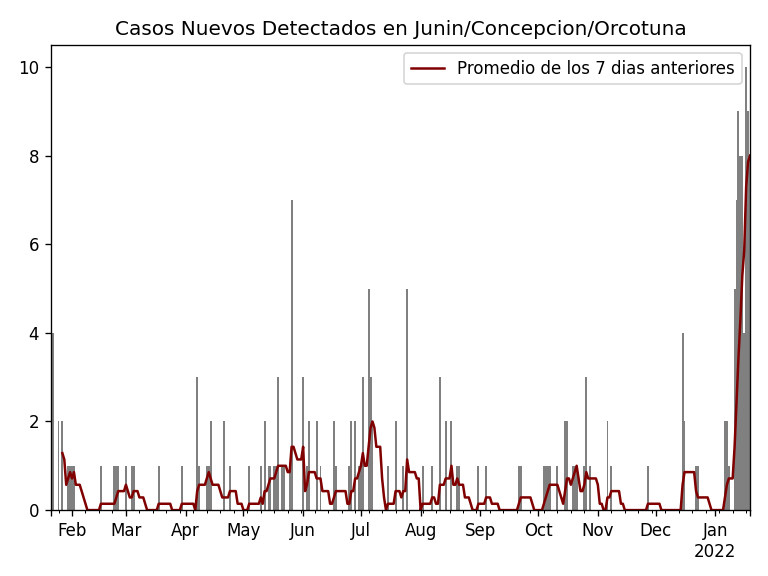 Casos Nuevos Detectados en Junin/Concepcion/Orcotuna
Promedio de los 7 dias anteriores
10
8
6
4
2
0
Feb Mar Apr May Jun Jul Aug Sep Oct Nov Dec Jan
2022